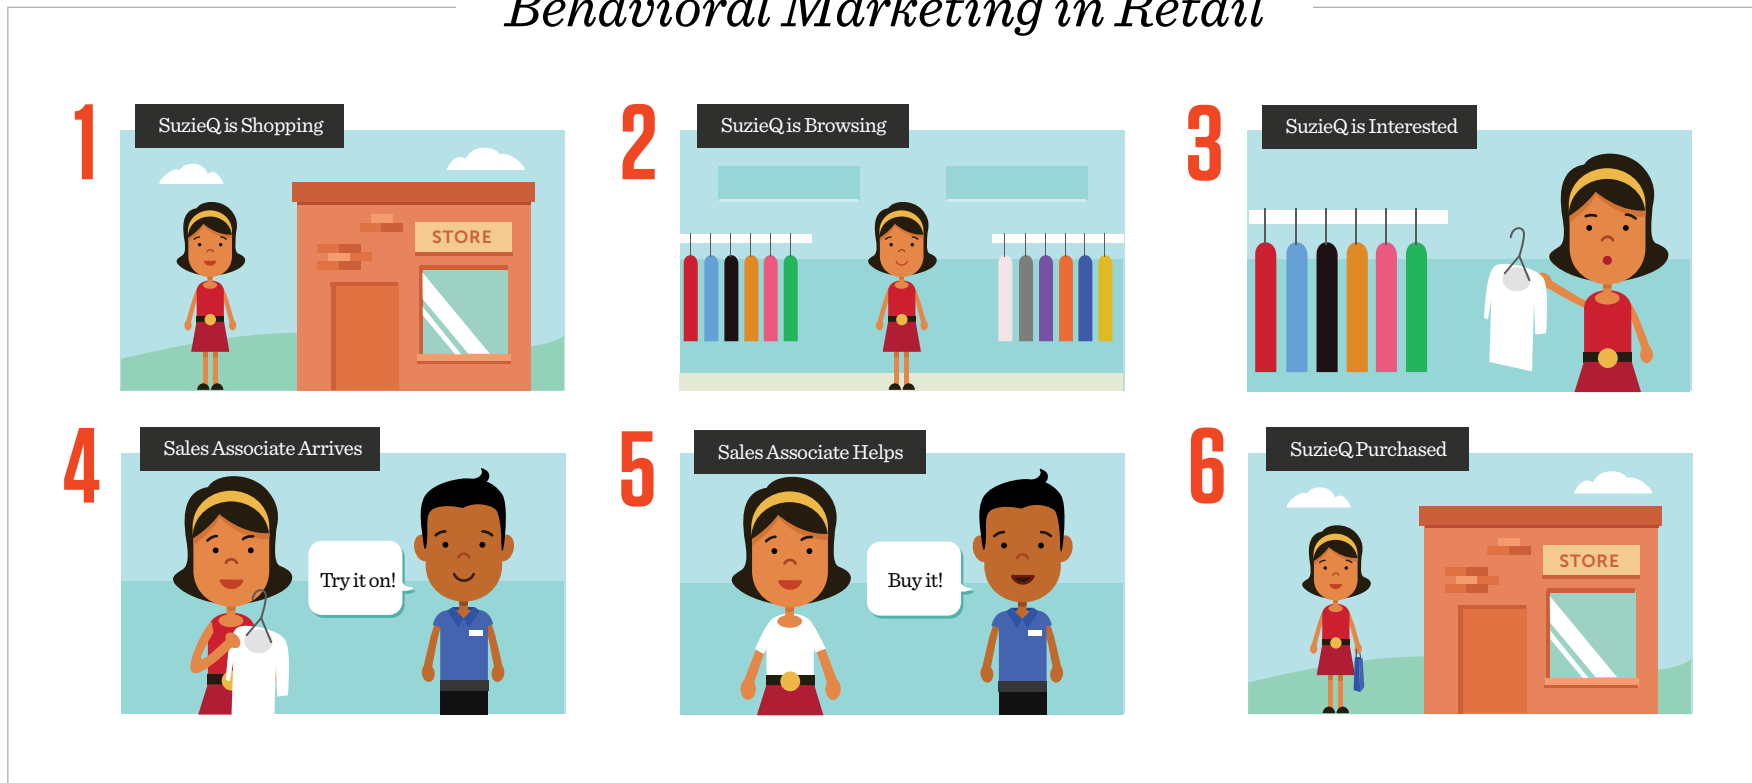 Behavioral Marketing in Retail
1
SuzieQ is Shopping
STORE
2
SuzieQ is Browsing
3
SuzieQ is Interested
4
Sales Associate Arrives
Try it on!
5
Sales Associate Helps
Buy it!
6
SuzieQ Purchased
STORE